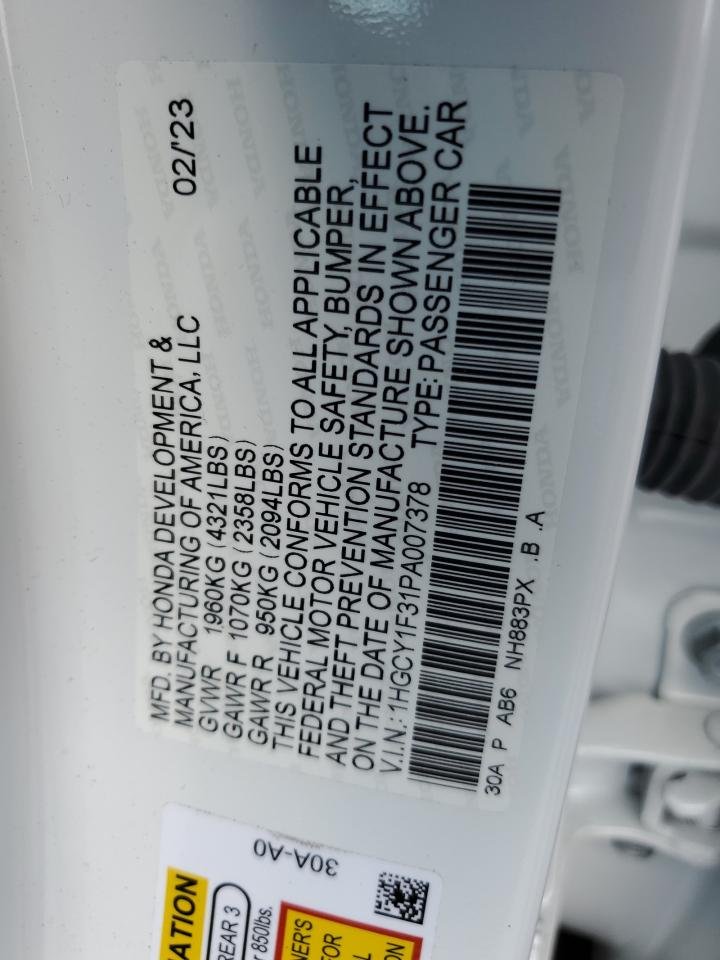 MFD. BY HONDA DEVELOPMENT & 02/'23
MANUFACTURING OF AMERICA, LLC
GVWR 1960KG (4321LBS)
GAWR F 1070KG (2358LBS)
GAWR R 950KG (2094LBS)
THIS VEHICLE CONFORMS TO ALL APPLICABLE
FEDERAL MOTOR VEHICLE SAFETY, BUMPER,
AND THEFT PREVENTION STANDARDS IN EFFECT
ON THE DATE OF MANUFACTURE SHOWN ABOVE.
V.I.N.: 1HGCY1F31PA007378 TYPE: PASSENGER CAR
30A P AB6 NH883PX .B .A
HONDA
30A-A0
ATION
REAR 3
850lbs.
NER'S
FOR
ON